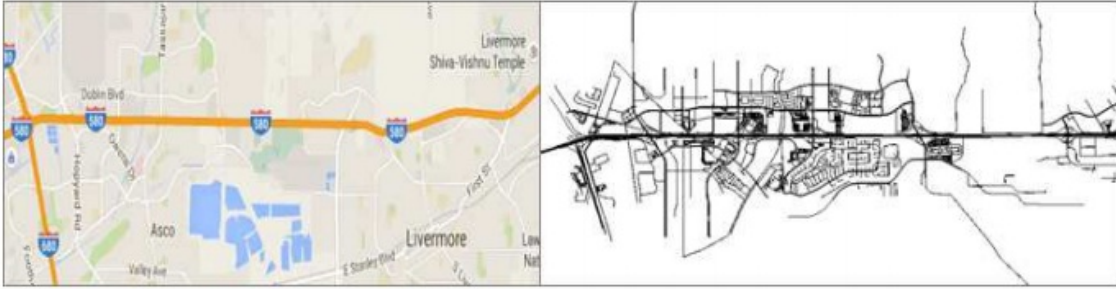 Livermore
Shiva-Vishnu Temple
Dublin Blvd
580
580
580
580
Hopyard Rd
First St
Asco
Livermore
680
E Stanley Blvd
Valley Ave